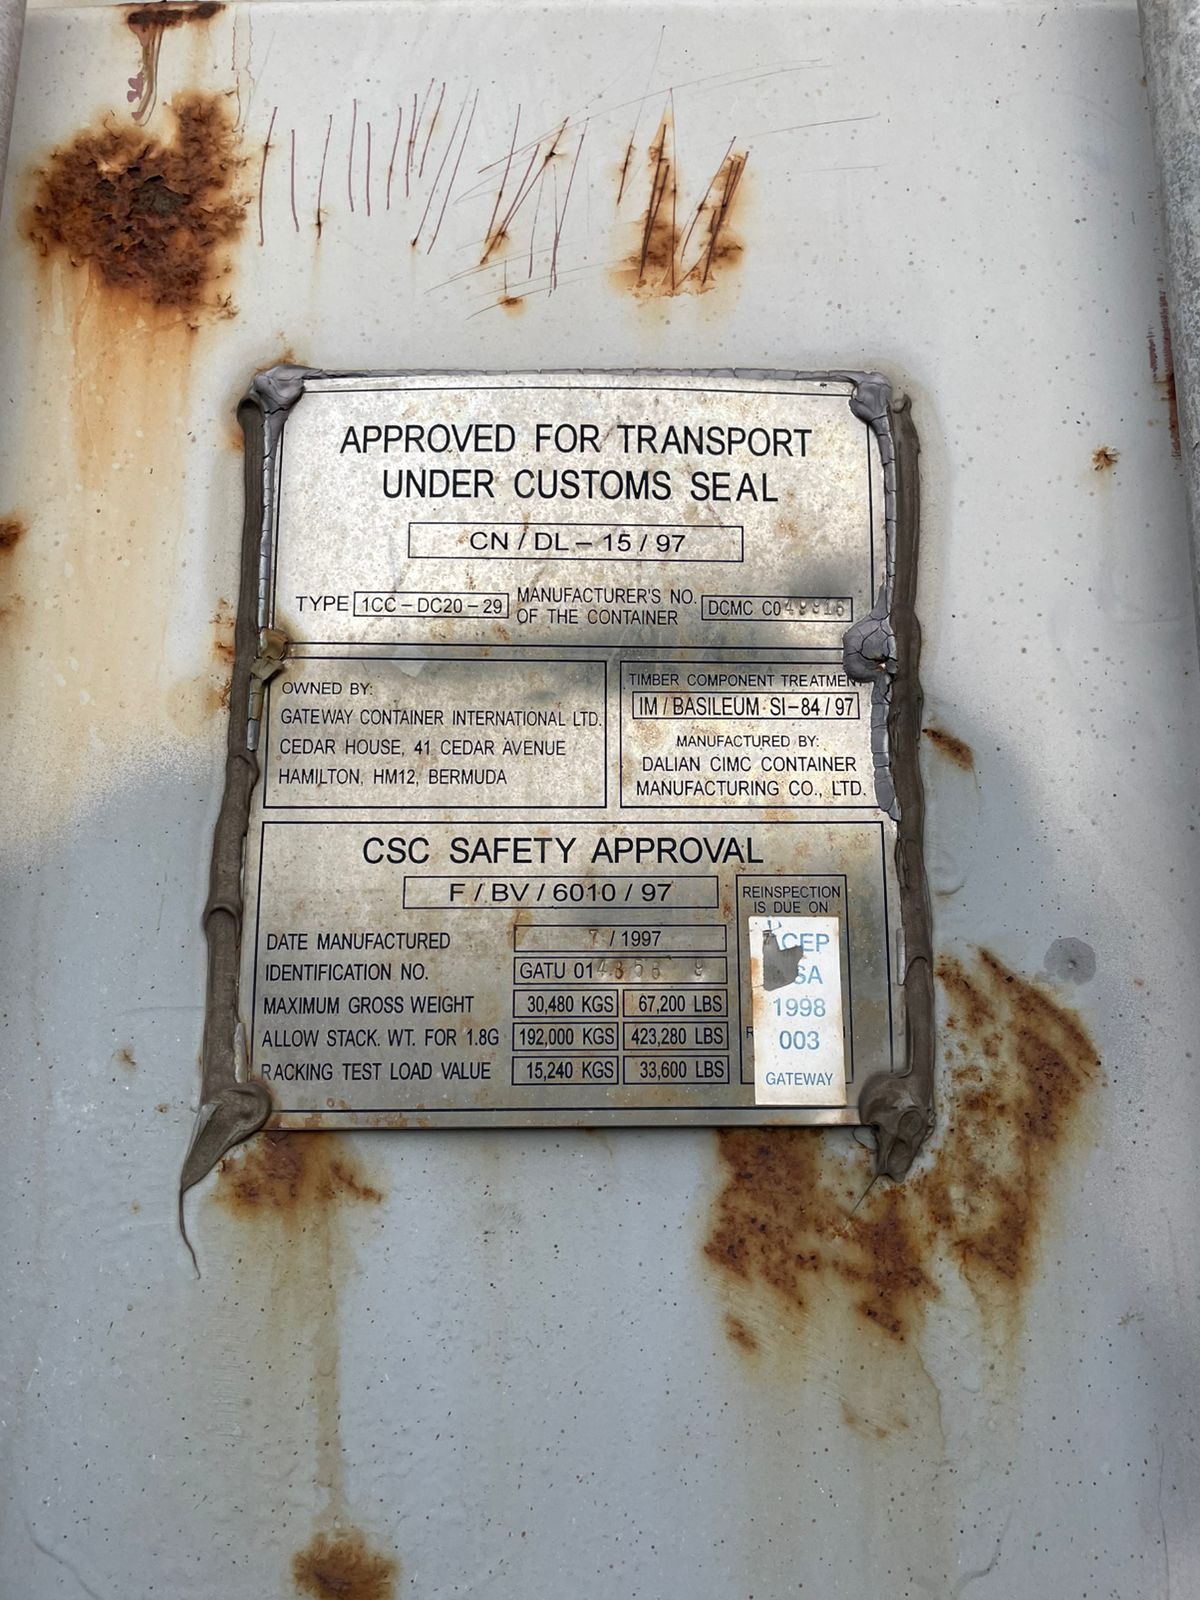 APPROVED FOR TRANSPORT
UNDER CUSTOMS SEAL
CN / DL – 15 / 97
TYPE 1CC – DC20 – 29
MANUFACTURER'S NO.
OF THE CONTAINER
DCMC
OWNED BY:
GATEWAY CONTAINER INTERNATIONAL LTD.
CEDAR HOUSE, 41 CEDAR AVENUE
HAMILTON, HM12, BERMUDA
TIMBER COMPONENT TREATMENT
IM / BASILEUM SI–84 / 97
MANUFACTURED BY:
DALIAN CIMC CONTAINER
MANUFACTURING CO., LTD.
CSC SAFETY APPROVAL
F / BV / 6010 / 97
DATE MANUFACTURED 7 / 1997
IDENTIFICATION NO. GATU
MAXIMUM GROSS WEIGHT 30,480 KGS 67,200 LBS
ALLOW STACK. WT. FOR 1.8G 192,000 KGS 423,280 LBS
RACKING TEST LOAD VALUE 15,240 KGS 33,600 LBS
REINSPECTION
IS DUE ON
1998
003
GATEWAY